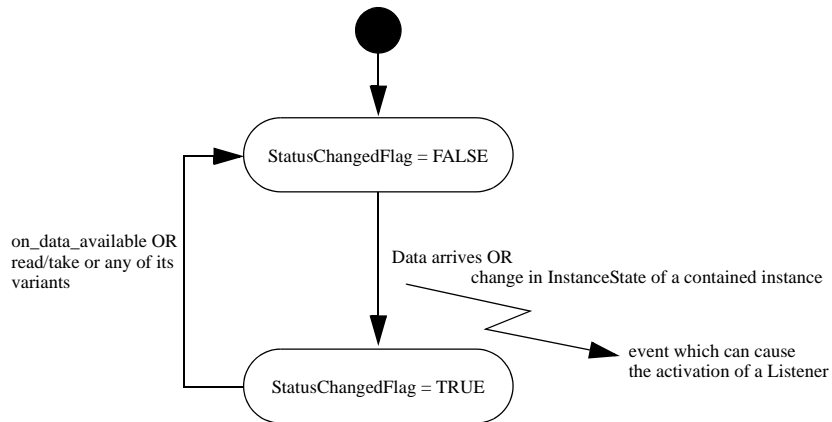 StatusChangedFlag = FALSE
on_data_available OR
read/take or any of its
variants
Data arrives OR
change in InstanceState of a contained instance
event which can cause
the activation of a Listener
StatusChangedFlag = TRUE